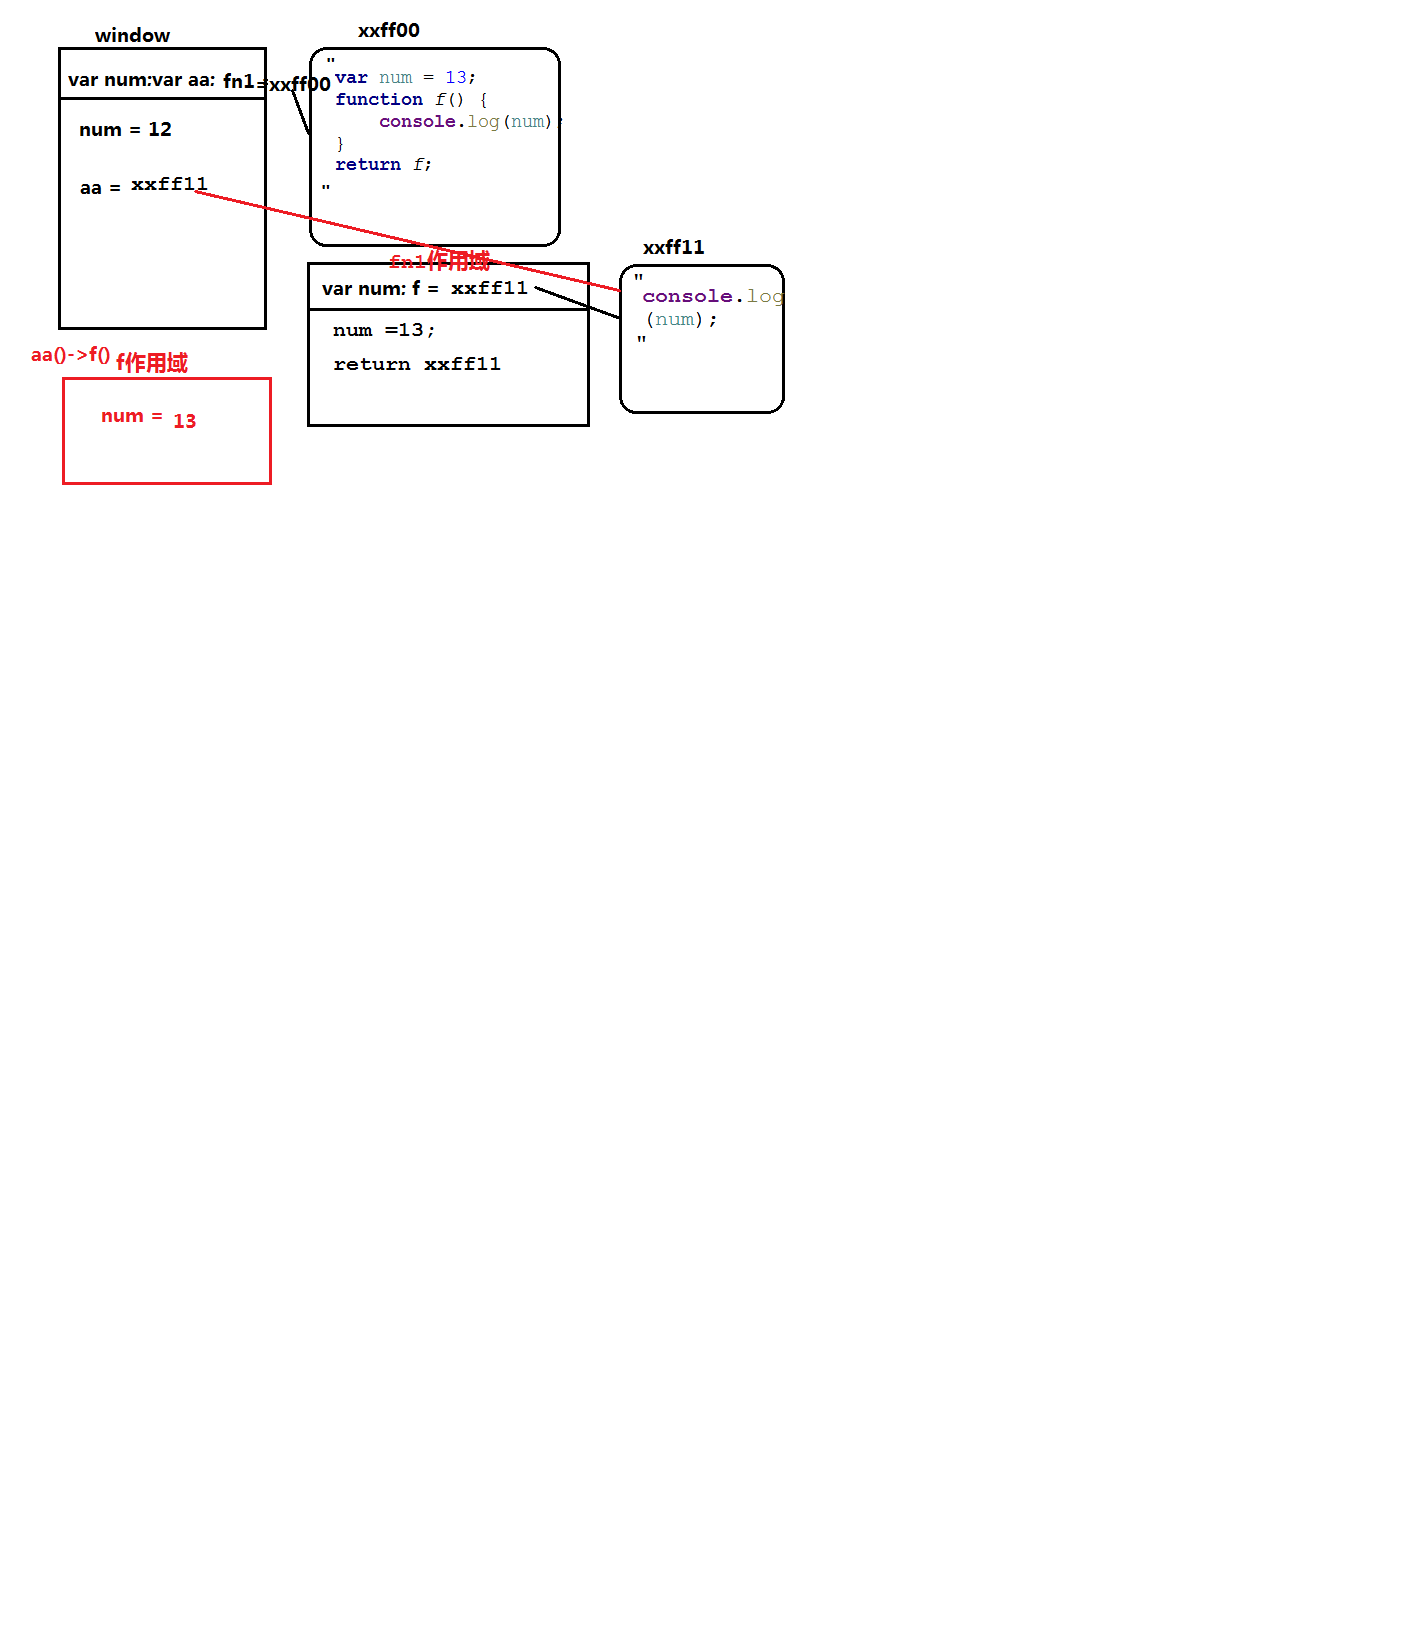 window
var num:var aa: fn1=xxff00
num = 12
aa = xxff11
xxff00
"
var num = 13;
function f() {
console.log(num);
}
return f;
"
fn1作用域
var num: f = xxff11
num =13;
return xxff11
xxff11
"
console.log
(num);
"
aa()->f() f作用域
num = 13